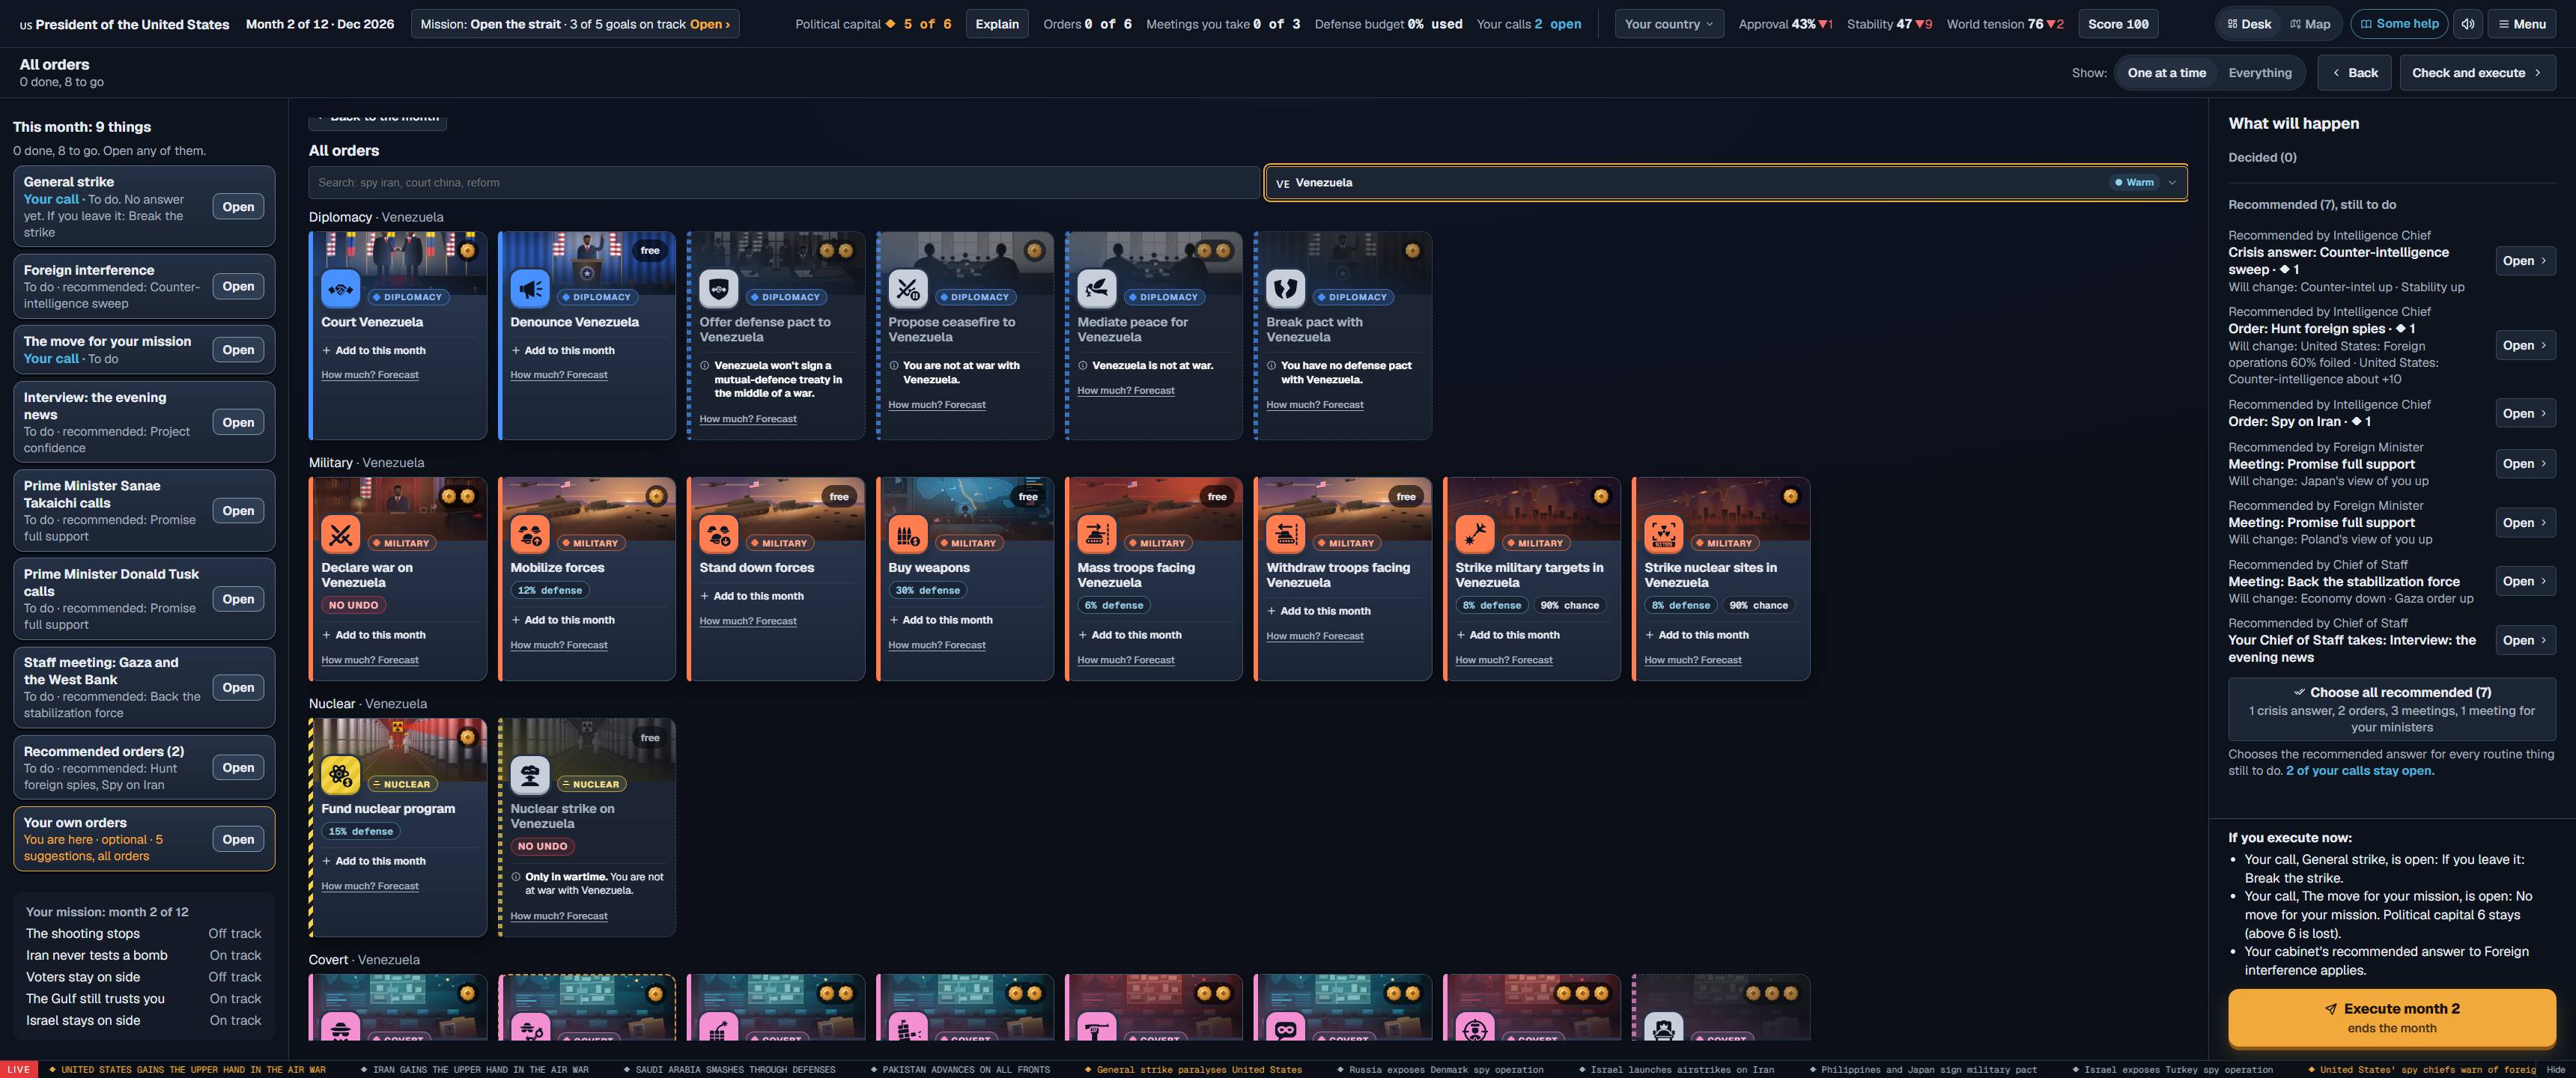 US President of the United States
Month 2 of 12 · Dec 2026
Mission: Open the strait · 3 of 5 goals on track Open ›
Political capital 5 of 6
Explain
Orders 0 of 6
Meetings you take 0 of 3
Defense budget 0% used
Your calls 2 open
Your country
Approval 43% ▼1
Stability 47 ▼9
World tension 76 ▼2
Score 100
Desk
Map
Some help
Menu
All orders
0 done, 8 to go
Show:
One at a time
Everything
Back
Check and execute
This month: 9 things
0 done, 8 to go. Open any of them.
General strike
Your call · To do. No answer
yet. If you leave it: Break the
strike
Open
Foreign interference
To do · recommended: Counter-
intelligence sweep
Open
The move for your mission
Your call · To do
Open
Interview: the evening
news
To do · recommended: Project
confidence
Open
Prime Minister Sanae
Takaichi calls
To do · recommended: Promise
full support
Open
Prime Minister Donald Tusk
calls
To do · recommended: Promise
full support
Open
Staff meeting: Gaza and
the West Bank
To do · recommended: Back the
stabilization force
Open
Recommended orders (2)
To do · recommended: Hunt
foreign spies, Spy on Iran
Open
Your own orders
You are here · optional · 5
suggestions, all orders
Open
Your mission: month 2 of 12
The shooting stops Off track
Iran never tests a bomb On track
Voters stay on side Off track
The Gulf still trusts you On track
Israel stays on side On track
Back to the month
All orders
Search: spy iran, court china, reform
VE Venezuela
Warm
Diplomacy · Venezuela
DIPLOMACY
Court Venezuela
+ Add to this month
How much? Forecast
free
DIPLOMACY
Denounce Venezuela
+ Add to this month
How much? Forecast
DIPLOMACY
Offer defense pact to
Venezuela
Venezuela won't sign a
mutual-defence treaty in
the middle of a war.
How much? Forecast
DIPLOMACY
Propose ceasefire to
Venezuela
You are not at war with
Venezuela.
How much? Forecast
DIPLOMACY
Mediate peace for
Venezuela
Venezuela is not at war.
How much? Forecast
DIPLOMACY
Break pact with
Venezuela
You have no defense pact
with Venezuela.
How much? Forecast
Military · Venezuela
MILITARY
Declare war on
Venezuela
NO UNDO
+ Add to this month
How much? Forecast
MILITARY
Mobilize forces
12% defense
+ Add to this month
How much? Forecast
free
MILITARY
Stand down forces
+ Add to this month
How much? Forecast
free
MILITARY
Buy weapons
30% defense
+ Add to this month
How much? Forecast
free
MILITARY
Mass troops facing
Venezuela
6% defense
+ Add to this month
How much? Forecast
free
MILITARY
Withdraw troops facing
Venezuela
+ Add to this month
How much? Forecast
MILITARY
Strike military targets in
Venezuela
8% defense 90% chance
+ Add to this month
How much? Forecast
MILITARY
Strike nuclear sites in
Venezuela
8% defense 90% chance
+ Add to this month
How much? Forecast
Nuclear · Venezuela
NUCLEAR
Fund nuclear program
15% defense
+ Add to this month
How much? Forecast
free
NUCLEAR
Nuclear strike on
Venezuela
NO UNDO
Only in wartime. You are not
at war with Venezuela.
How much? Forecast
Covert · Venezuela
COVERT
COVERT
COVERT
COVERT
COVERT
COVERT
COVERT
COVERT
What will happen
Decided (0)
Recommended (7), still to do
Recommended by Intelligence Chief
Crisis answer: Counter-intelligence
sweep · ◆ 1
Will change: Counter-intel up · Stability up
Open
Recommended by Intelligence Chief
Order: Hunt foreign spies · ◆ 1
Will change: United States: Foreign
operations 60% foiled · United States:
Counter-intelligence about +10
Open
Recommended by Intelligence Chief
Order: Spy on Iran · ◆ 1
Open
Recommended by Foreign Minister
Meeting: Promise full support
Will change: Japan's view of you up
Open
Recommended by Foreign Minister
Meeting: Promise full support
Will change: Poland's view of you up
Open
Recommended by Chief of Staff
Meeting: Back the stabilization force
Will change: Economy down · Gaza order up
Open
Recommended by Chief of Staff
Your Chief of Staff takes: Interview: the
evening news
Open
Choose all recommended (7)
1 crisis answer, 2 orders, 3 meetings, 1 meeting for
your ministers
Chooses the recommended answer for every routine thing
still to do. 2 of your calls stay open.
If you execute now:
• Your call, General strike, is open: If you leave it:
Break the strike.
• Your call, The move for your mission, is open: No
move for your mission. Political capital 6 stays
(above 6 is lost).
• Your cabinet's recommended answer to Foreign
interference applies.
Execute month 2
ends the month
LIVE
◆ UNITED STATES GAINS THE UPPER HAND IN THE AIR WAR
◆ IRAN GAINS THE UPPER HAND IN THE AIR WAR
◆ SAUDI ARABIA SMASHES THROUGH DEFENSES
◆ PAKISTAN ADVANCES ON ALL FRONTS
◆ General strike paralyses United States
◆ Russia exposes Denmark spy operation
◆ Israel launches airstrikes on Iran
◆ Philippines and Japan sign military pact
◆ Israel exposes Turkey spy operation
◆ United States' spy chiefs warn of foreig
Hide